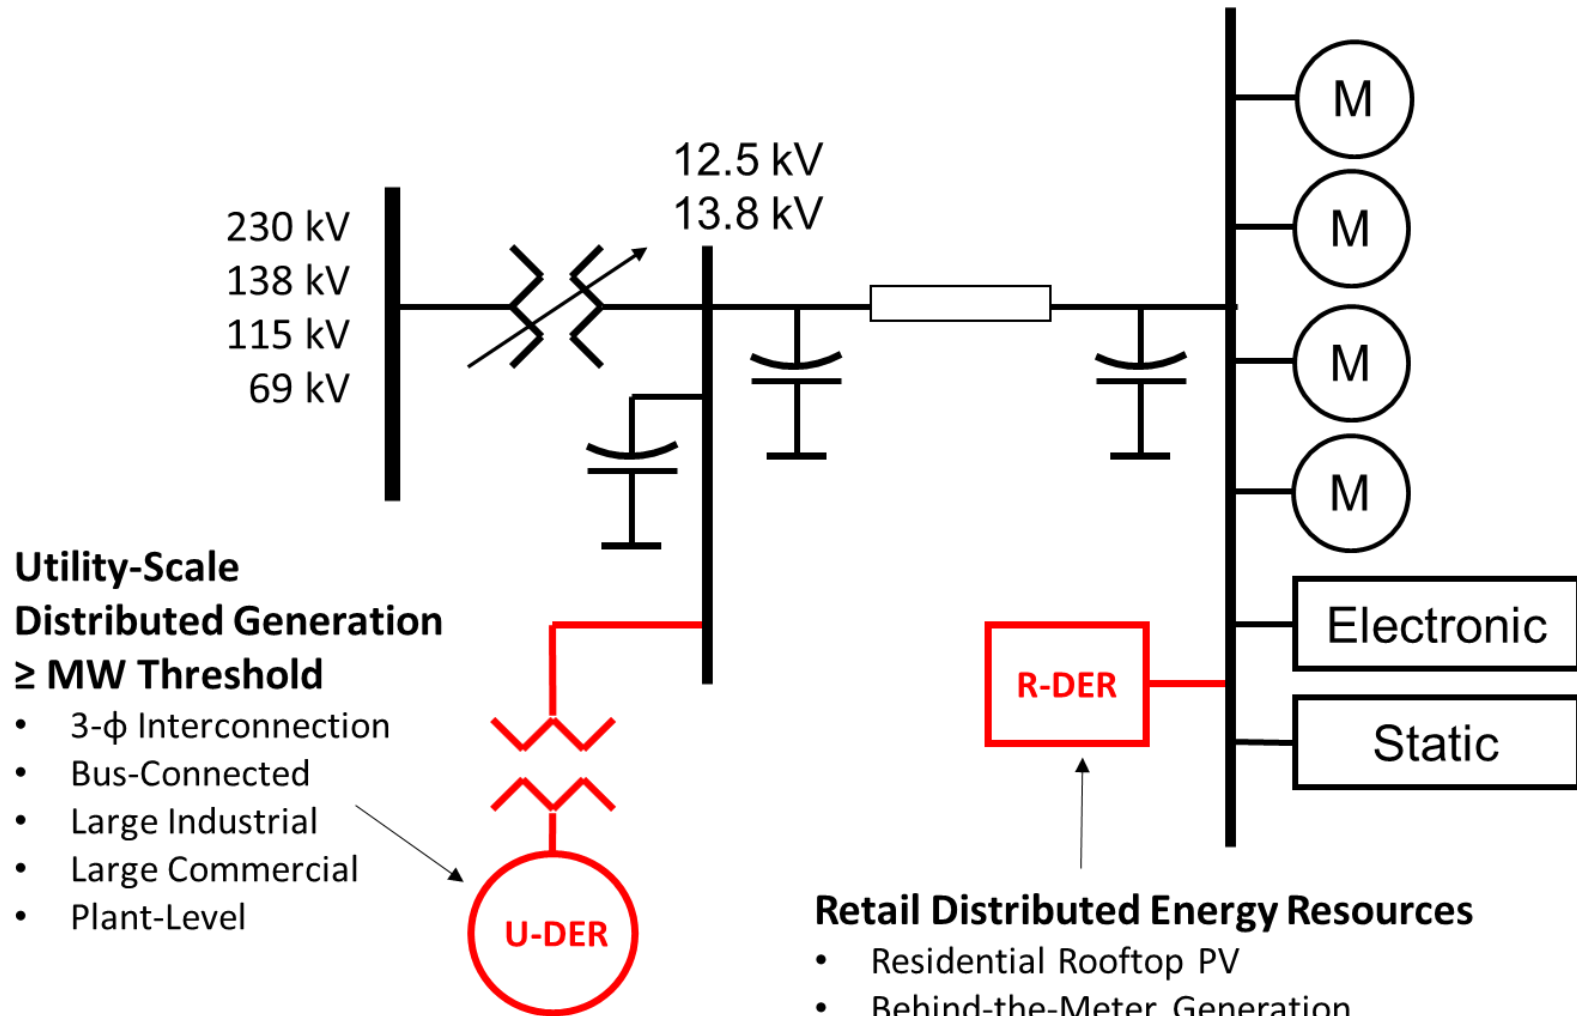 12.5 kV
13.8 kV
230 kV
138 kV
115 kV
69 kV
M
M
M
M
Utility-Scale
Distributed Generation
≥ MW Threshold
• 3-ϕ Interconnection
• Bus-Connected
• Large Industrial
• Large Commercial
• Plant-Level
U-DER
R-DER
Electronic
Static
Retail Distributed Energy Resources
• Residential Rooftop PV
• Behind-the-Meter Generation